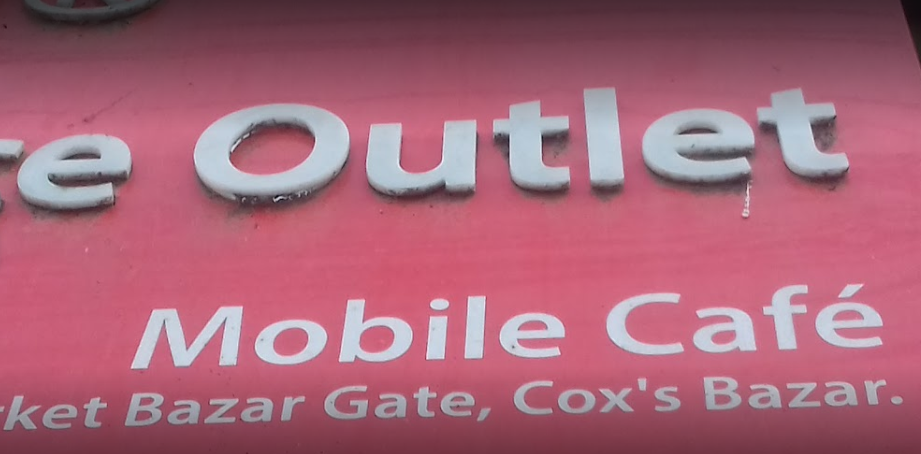 Outlet
Mobile Café
Bazar Gate, Cox's Bazar.